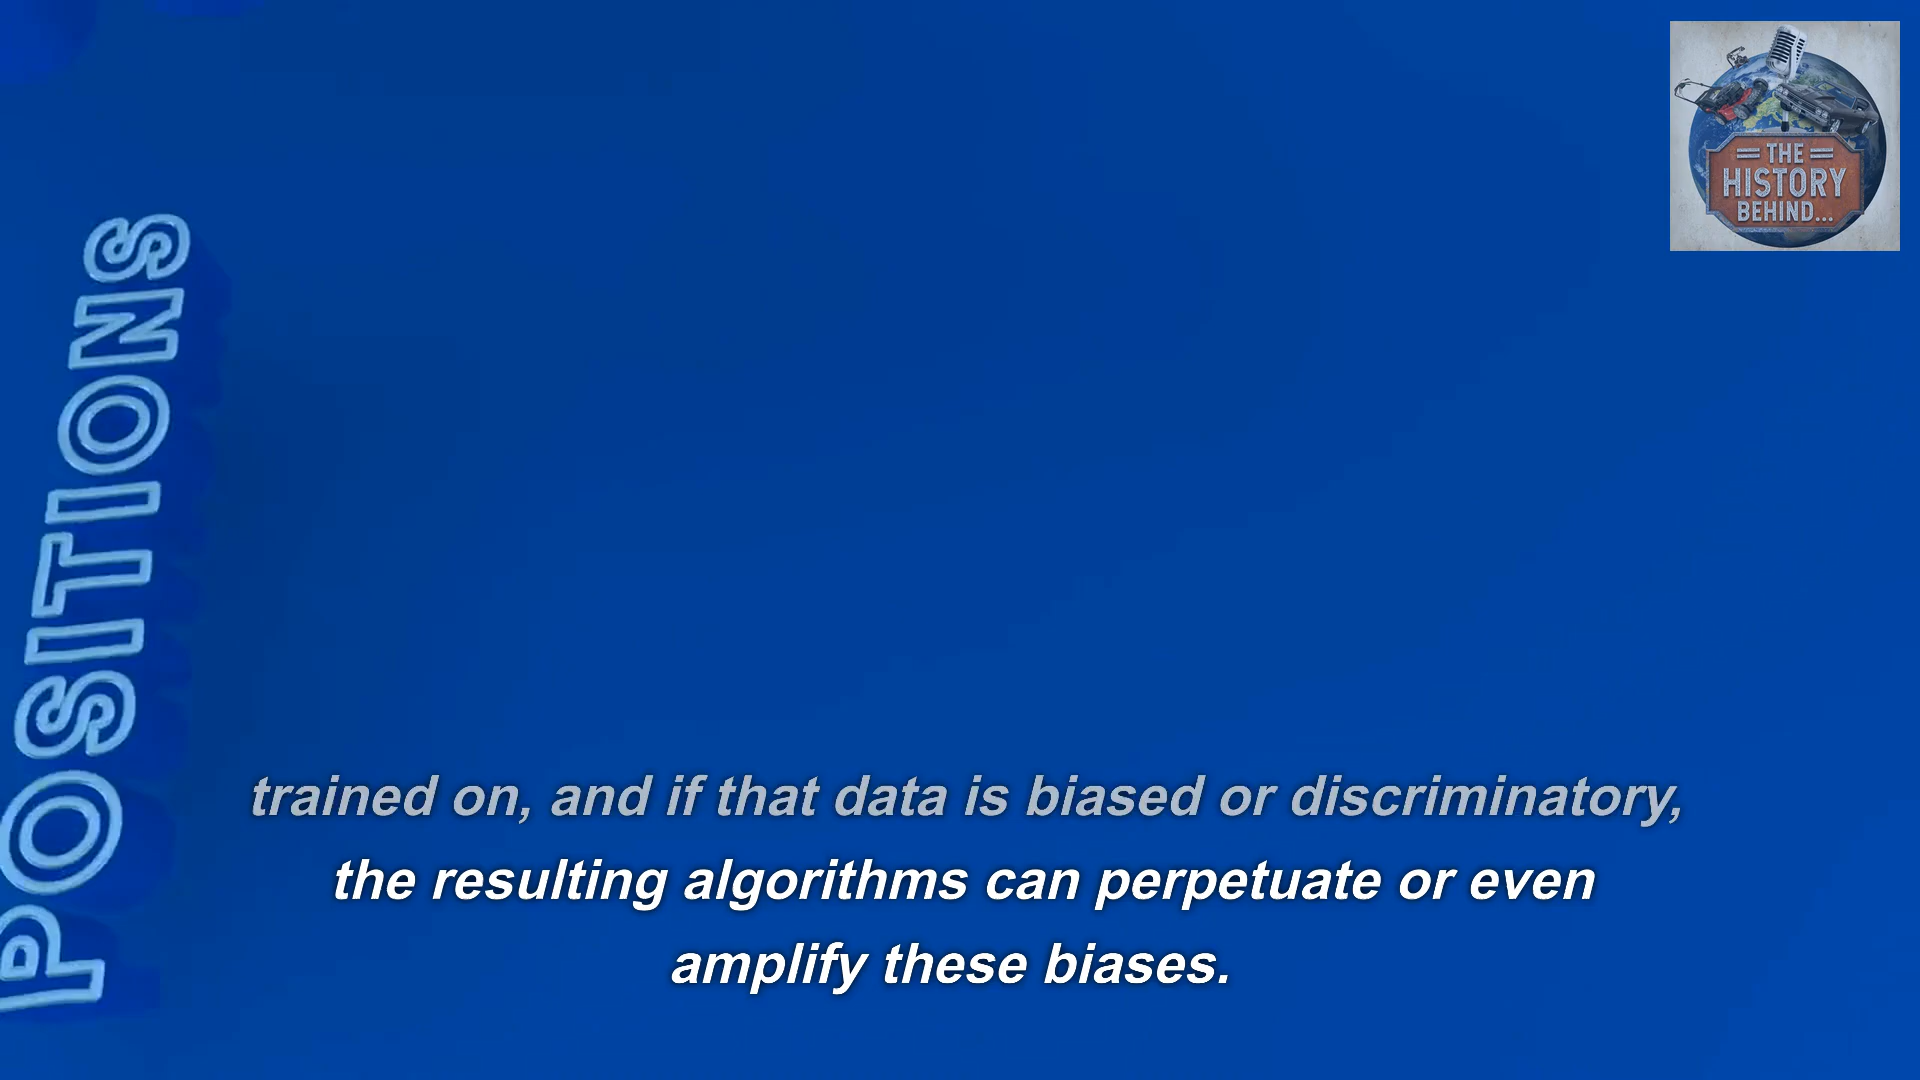 THE
HISTORY
BEHIND...
POSITIONS
trained on, and if that data is biased or discriminatory,
the resulting algorithms can perpetuate or even
amplify these biases.